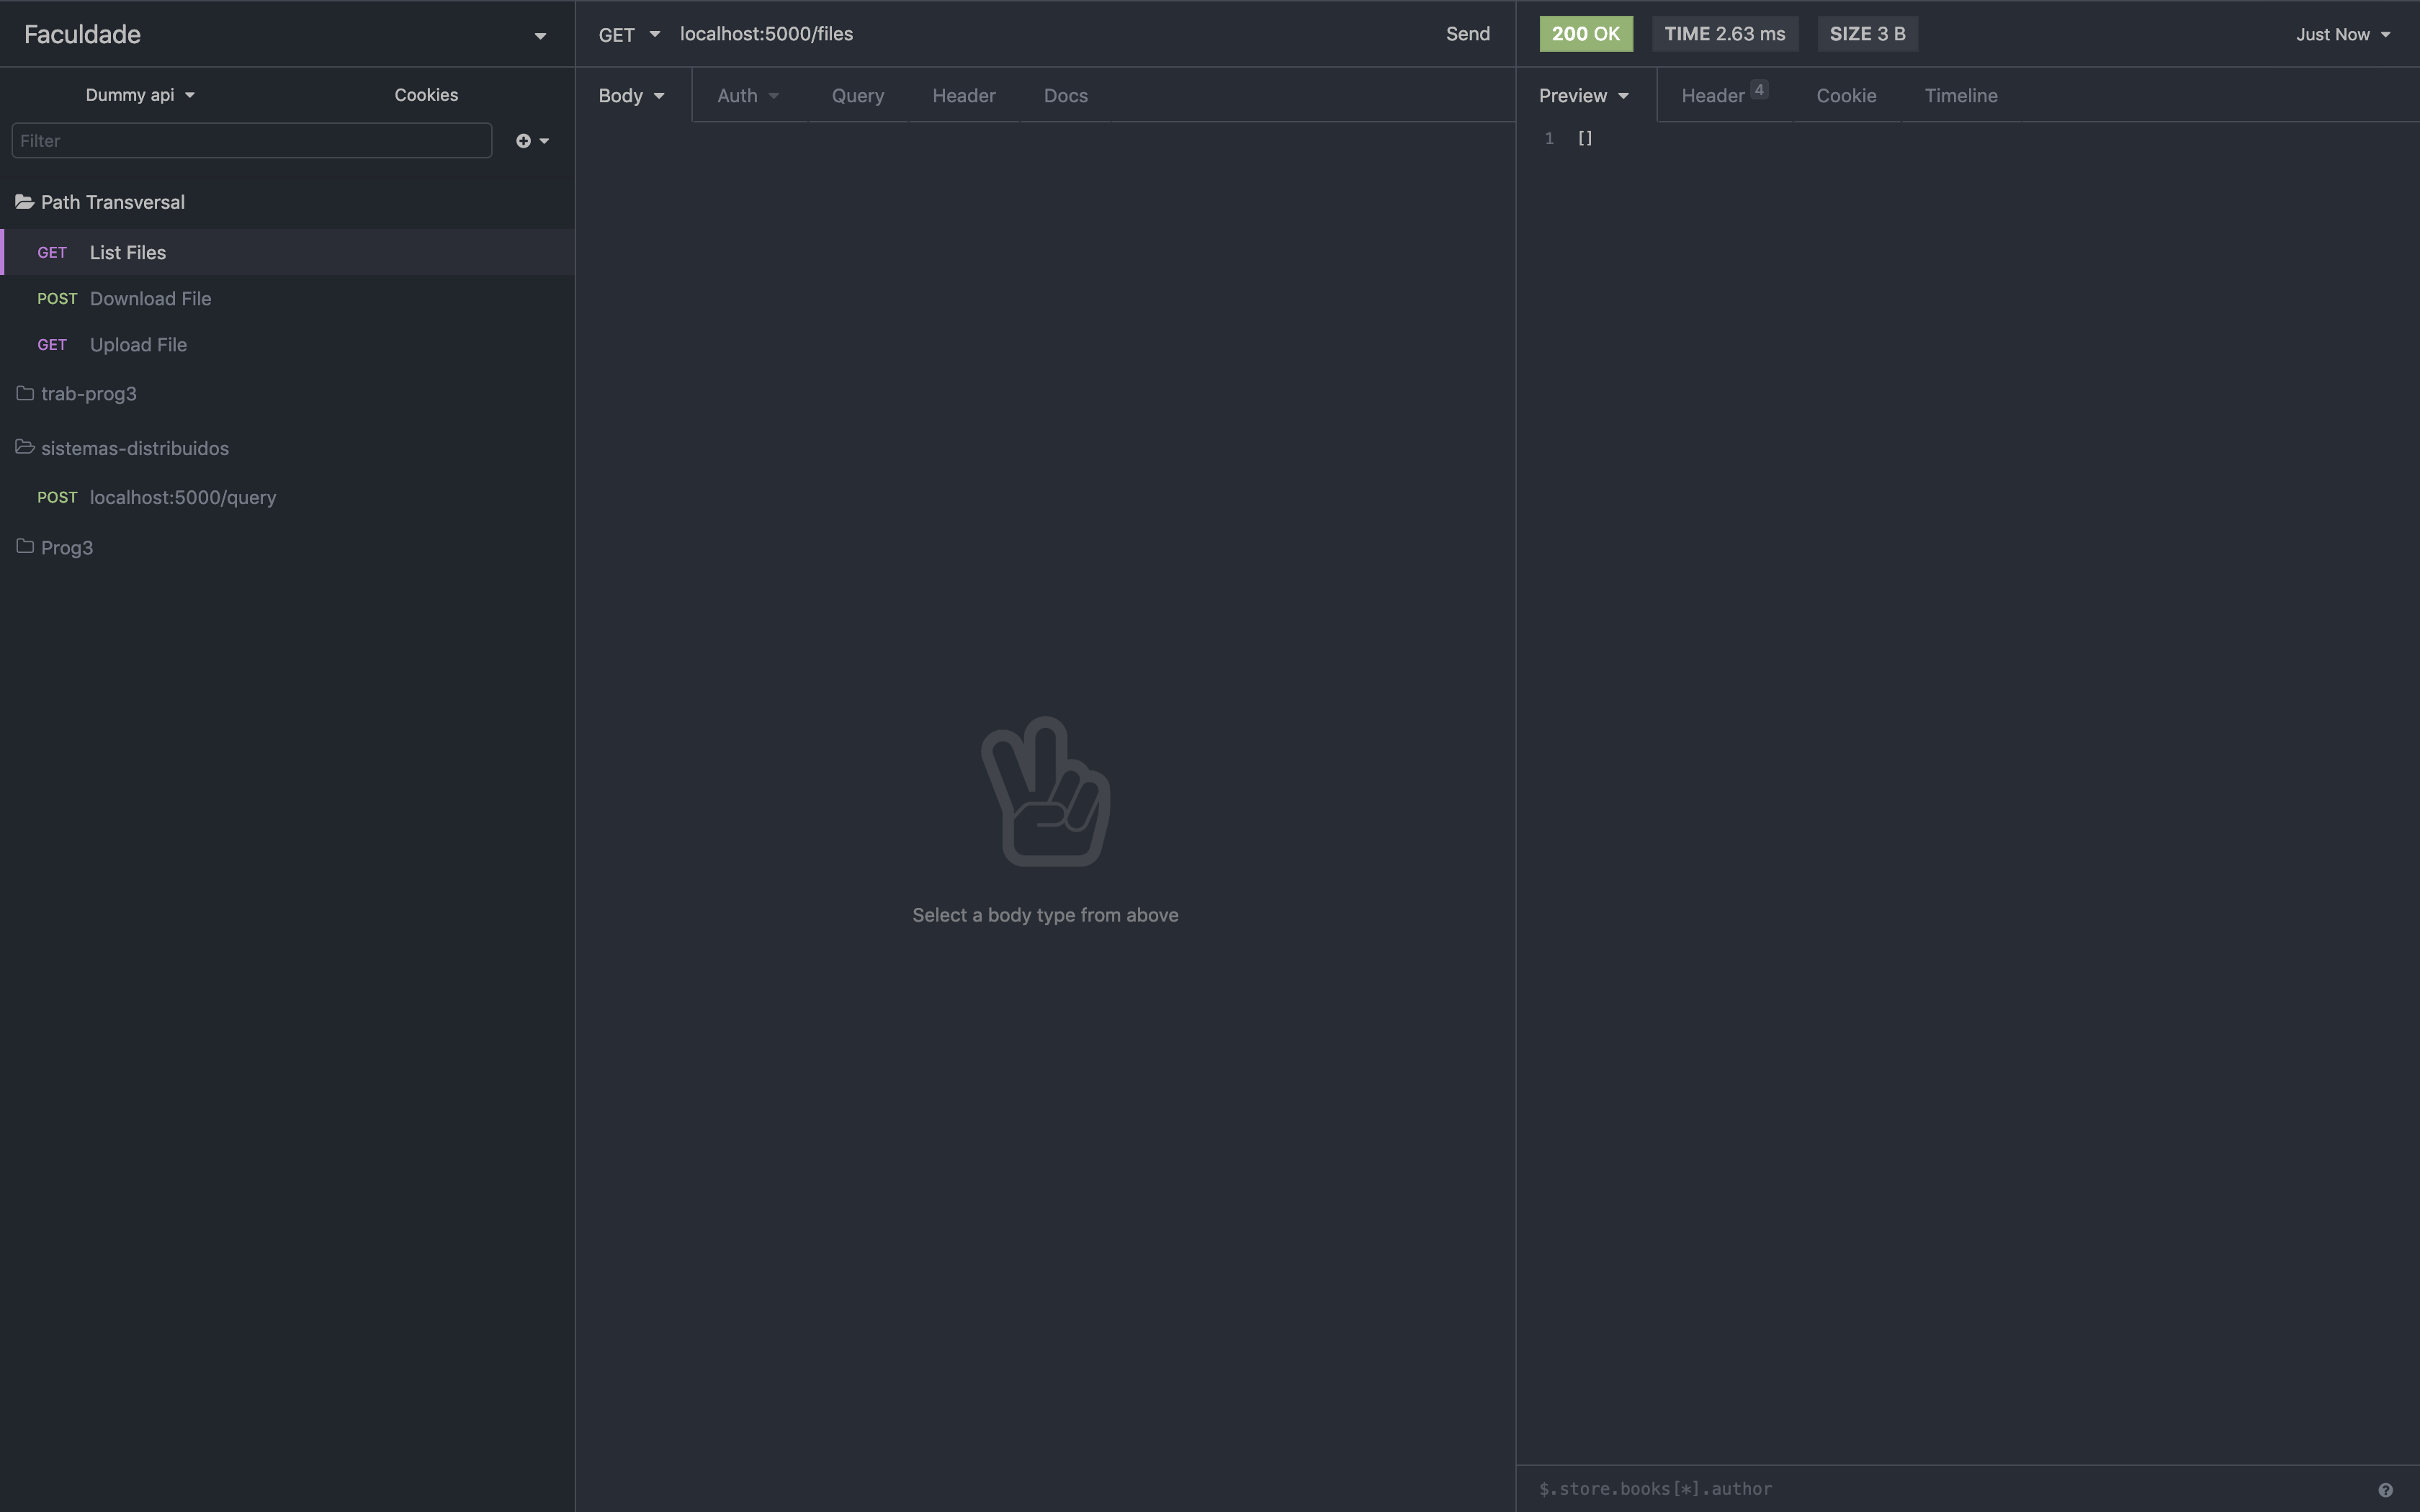 Faculdade
Dummy api
Cookies
Filter
Path Transversal
GET List Files
POST Download File
GET Upload File
trab-prog3
sistemas-distribuidos
POST localhost:5000/query
Prog3
GET localhost:5000/files Send
Body Auth Query Header Docs
Select a body type from above
200 OK TIME 2.63 ms SIZE 3 B Just Now
Preview Header 4 Cookie Timeline
1 []
$.store.books[*].author